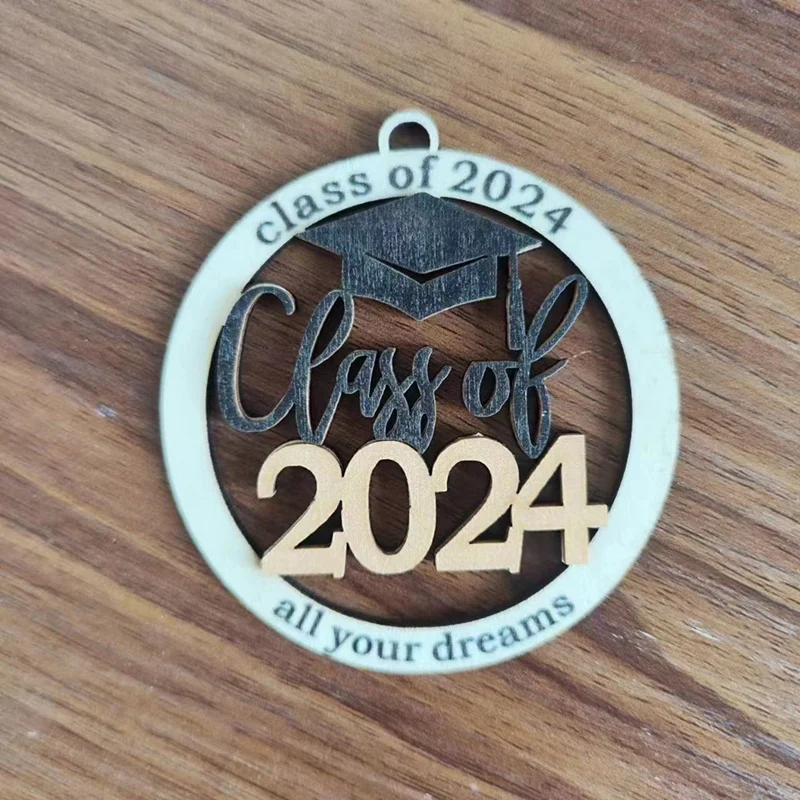 class of 2024
Class of
2024
all your dreams